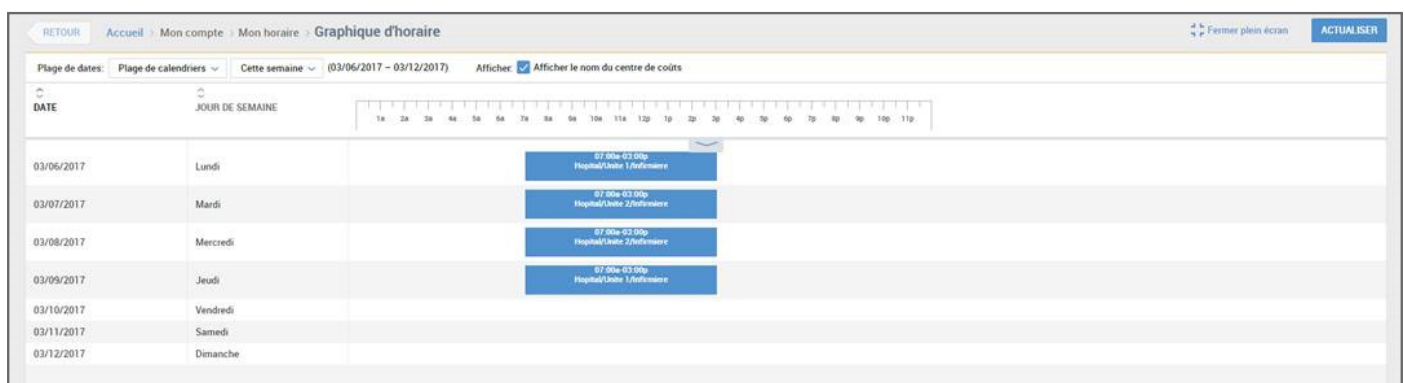 RETOUR Accueil > Mon compte > Mon horaire > Graphique d'horaire Fermer plein écran ACTUALISER
Plage de dates: Plage de calendriers Cette semaine (03/06/2017 – 03/12/2017) Afficher: Afficher le nom du centre de coûts
DATE JOUR DE SEMAINE
1a 2a 3a 4a 5a 6a 7a 8a 9a 10a 11a 12p 1p 2p 3p 4p 5p 6p 7p 8p 9p 10p 11p
07:00a-03:00p
03/06/2017 Lundi Hopital/Unite 1/Infirmiere
07:00a-03:00p
03/07/2017 Mardi Hopital/Unite 2/Infirmiere
07:00a-03:00p
03/08/2017 Mercredi Hopital/Unite 2/Infirmiere
07:00a-03:00p
03/09/2017 Jeudi Hopital/Unite 1/Infirmiere
03/10/2017 Vendredi
03/11/2017 Samedi
03/12/2017 Dimanche